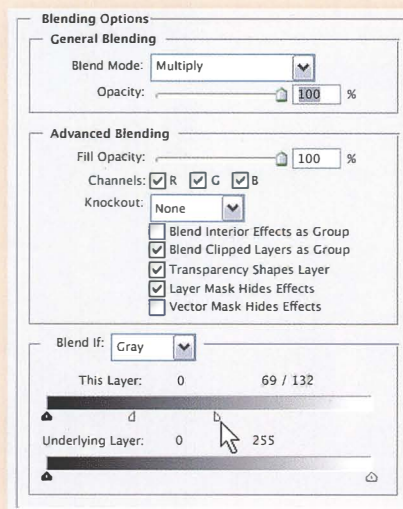 Blending Options
General Blending
Blend Mode: Multiply
Opacity: 100 %
Advanced Blending
Fill Opacity: 100 %
Channels: R G B
Knockout: None
Blend Interior Effects as Group
Blend Clipped Layers as Group
Transparency Shapes Layer
Layer Mask Hides Effects
Vector Mask Hides Effects
Blend If: Gray
This Layer: 0 69 / 132
Underlying Layer: 0 255